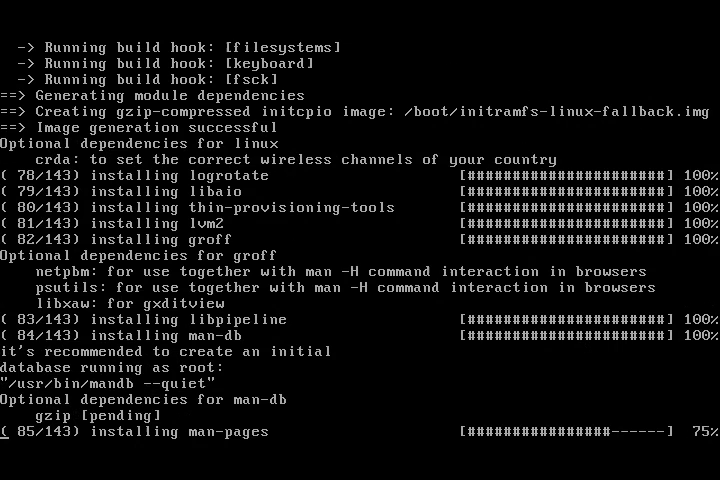 -> Running build hook: [filesystems]
-> Running build hook: [keyboard]
-> Running build hook: [fsck]
==> Generating module dependencies
==> Creating gzip-compressed initcpio image: /boot/initramfs-linux-fallback.img
==> Image generation successful
Optional dependencies for linux
crda: to set the correct wireless channels of your country
( 78/143) installing logrotate [######################] 100%
( 79/143) installing libaio [######################] 100%
( 80/143) installing thin-provisioning-tools [######################] 100%
( 81/143) installing lvm2 [######################] 100%
( 82/143) installing groff [######################] 100%
Optional dependencies for groff
netpbm: for use together with man -H command interaction in browsers
psutils: for use together with man -H command interaction in browsers
libxaw: for gxditview
( 83/143) installing libpipeline [######################] 100%
( 84/143) installing man-db [######################] 100%
it's recommended to create an initial
database running as root:
"/usr/bin/mandb --quiet"
Optional dependencies for man-db
gzip [pending]
( 85/143) installing man-pages [################------] 75%